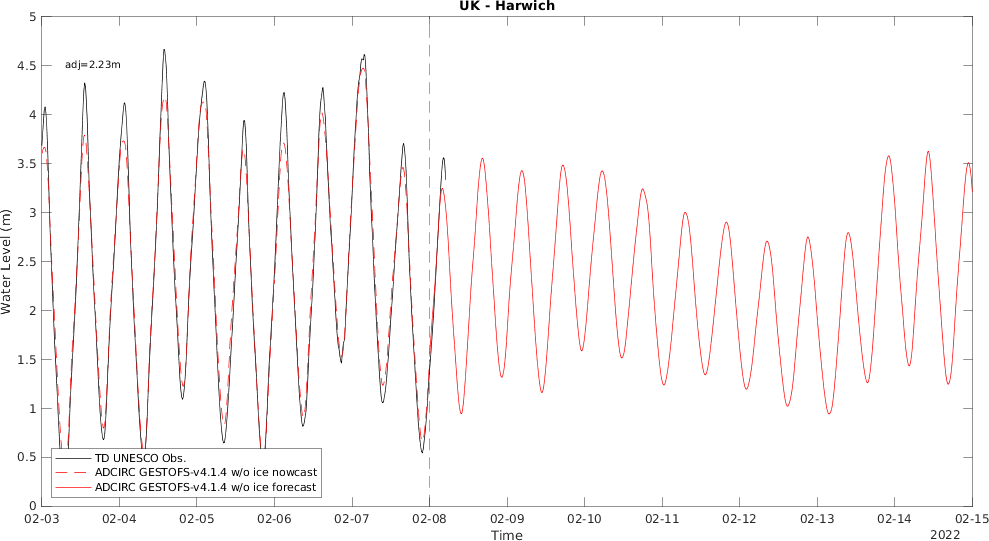 UK - Harwich
5
4.5
4
3.5
3
2.5
2
1.5
1
0.5
0
Water Level (m)
adj=2.23m
TD UNESCO Obs.
ADCIRC GESTOFS-v4.1.4 w/o ice nowcast
ADCIRC GESTOFS-v4.1.4 w/o ice forecast
02-03 02-04 02-05 02-06 02-07 02-08 02-09 02-10 02-11 02-12 02-13 02-14 02-15
Time
2022